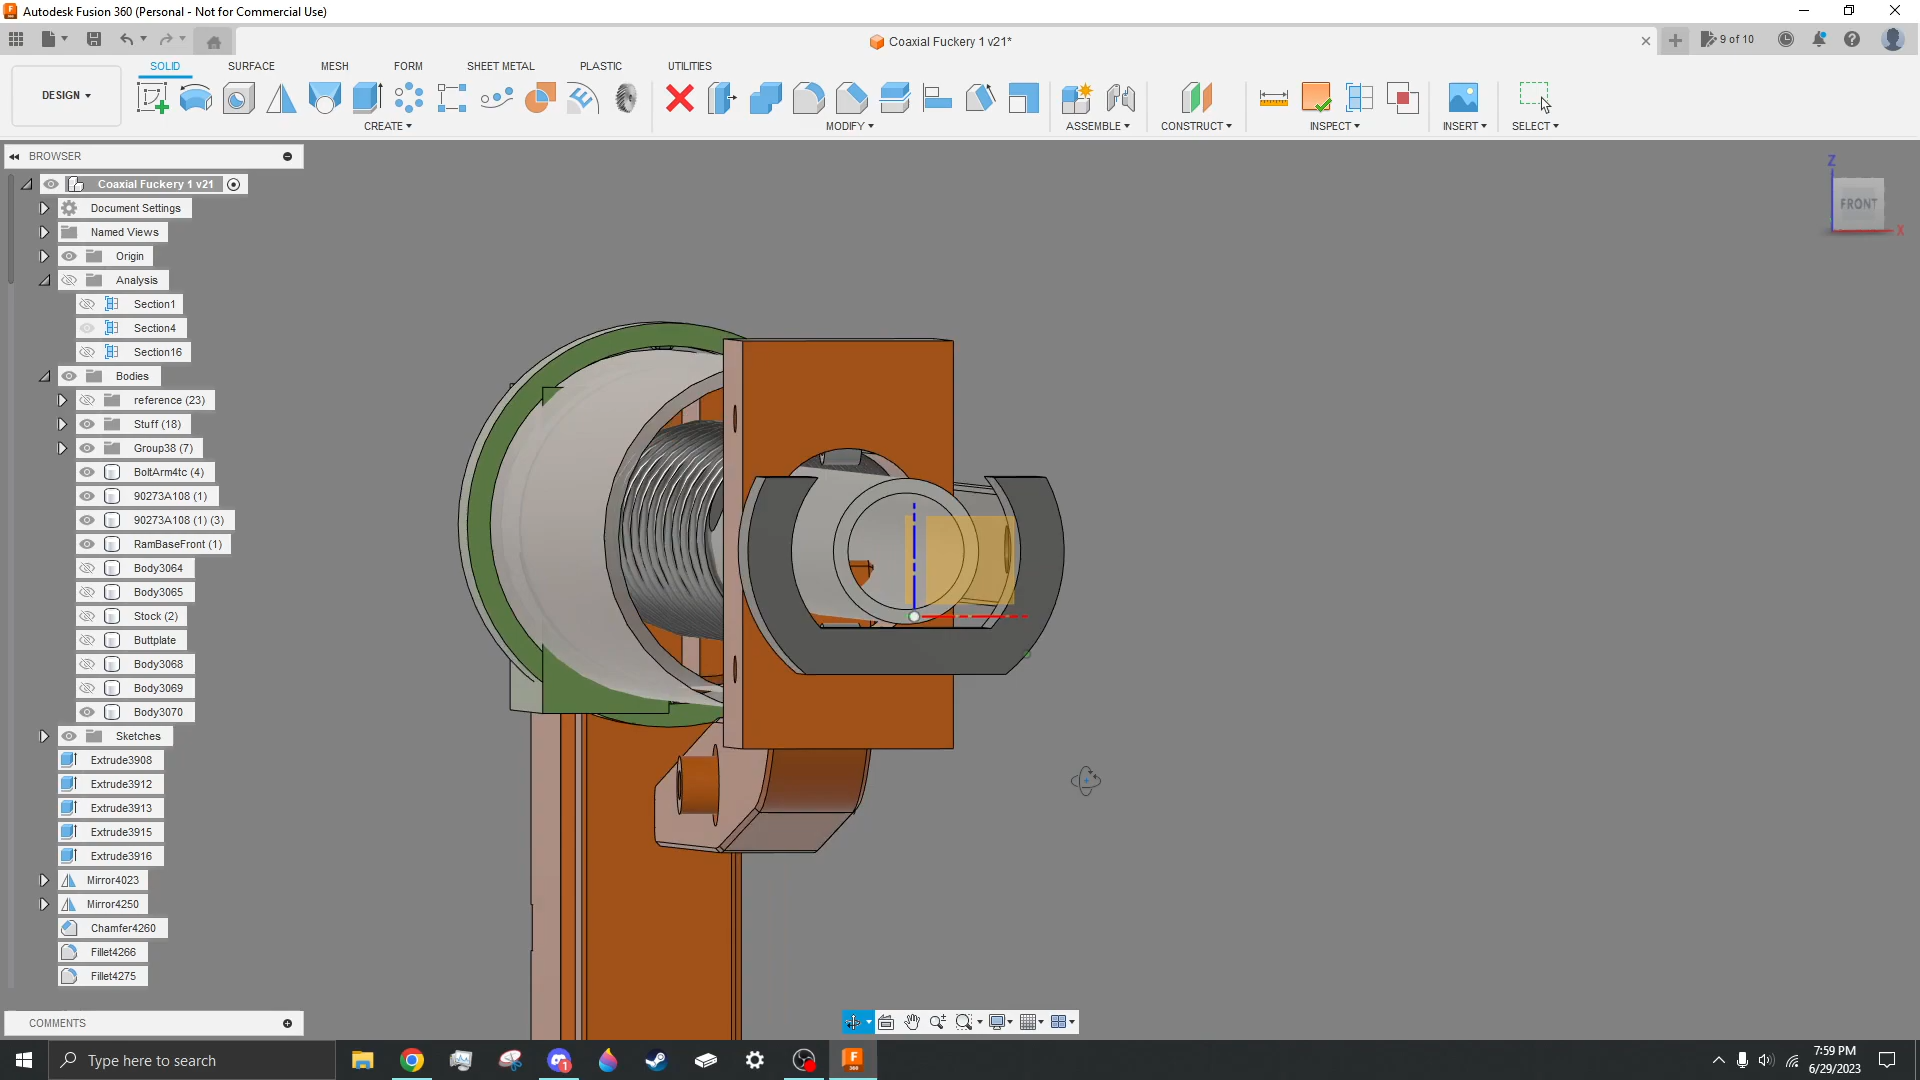 Autodesk Fusion 360 (Personal - Not for Commercial Use)
Coaxial Fuckery 1 v21*
9 of 10
DESIGN
SOLID
SURFACE
MESH
FORM
SHEET METAL
PLASTIC
UTILITIES
CREATE
MODIFY
ASSEMBLE
CONSTRUCT
INSPECT
INSERT
SELECT
BROWSER
Coaxial Fuckery 1 v21
Document Settings
Named Views
Origin
Analysis
Section1
Section4
Section16
Bodies
reference (23)
Stuff (18)
Group38 (7)
BoltArm4tc (4)
90273A108 (1)
90273A108 (1) (3)
RamBaseFront (1)
Body3064
Body3065
Stock (2)
Buttplate
Body3068
Body3069
Body3070
Sketches
Extrude3908
Extrude3912
Extrude3913
Extrude3915
Extrude3916
Mirror4023
Mirror4250
Chamfer4260
Fillet4266
Fillet4275
COMMENTS
Z
FRONT
X
Type here to search
1
F
360
7:59 PM
6/29/2023